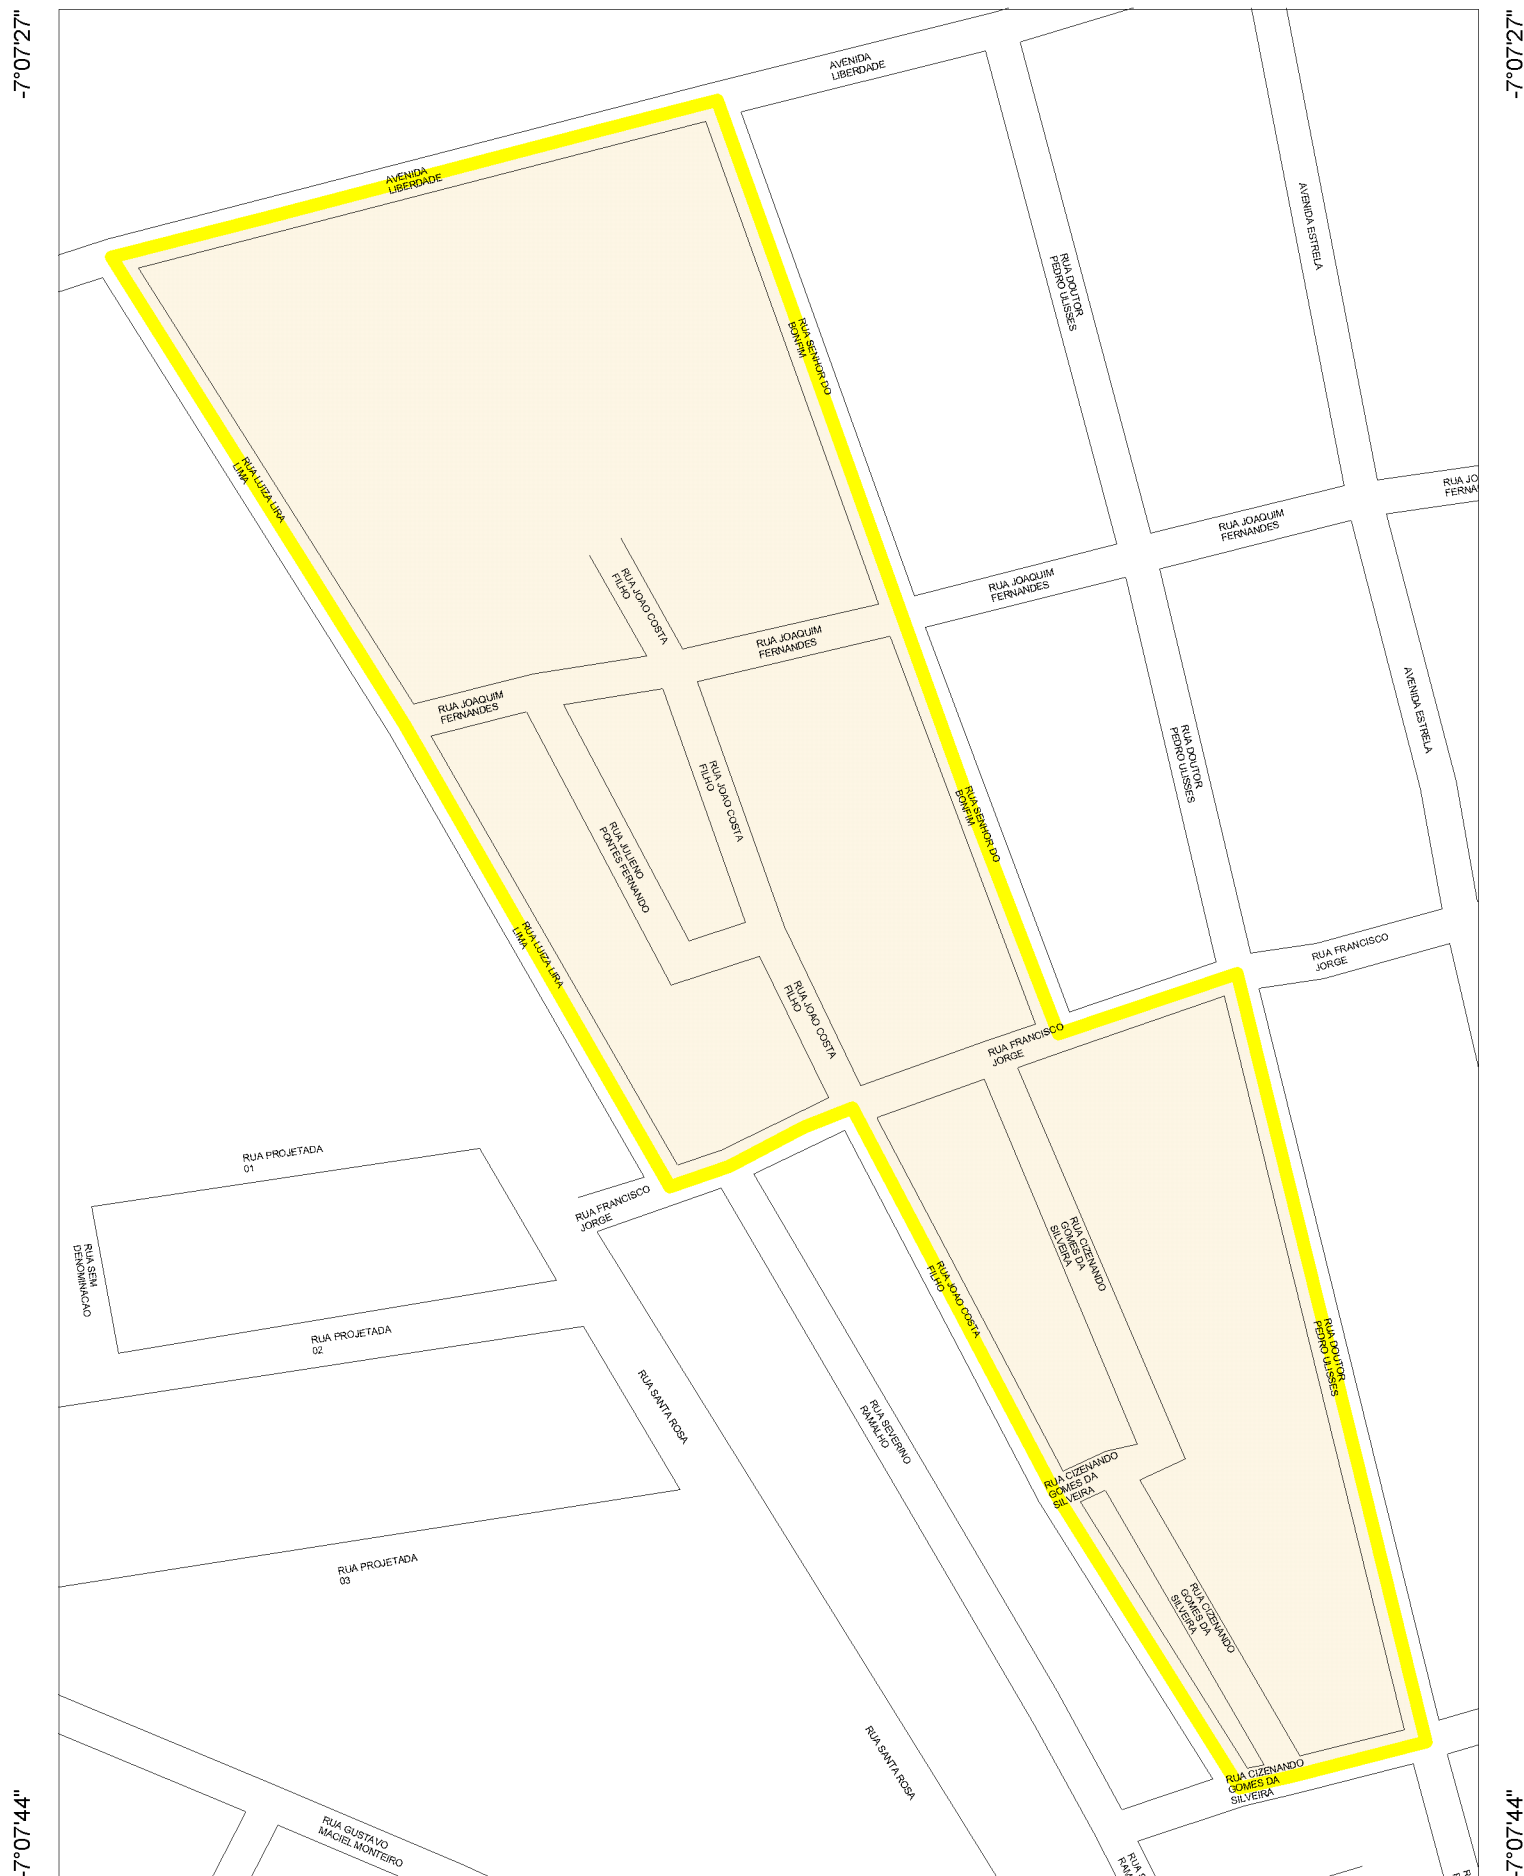 -7°07'27"
-7°07'27"
AVENIDA
LIBERDADE
AVENIDA
LIBERDADE
AVENIDA ESTRELA
RUA DOUTOR
PEDRO ULISSES
RUA SENHOR DO
BONFIM
RUA LUIZA LIRA
LIMA
RUA JO
FERNA
RUA JOAQUIM
FERNANDES
RUA JOAQUIM
FERNANDES
RUA JOAO COSTA
FILHO
RUA JOAQUIM
FERNANDES
RUA JOAQUIM
FERNANDES
AVENIDA ESTRELA
RUA DOUTOR
PEDRO ULISSES
RUA JOAO COSTA
FILHO
RUA SENHOR DO
BONFIM
RUA JULIENO
PONTES FERNANDO
RUA LUIZA LIRA
LIMA
RUA FRANCISCO
JORGE
RUA JOAO COSTA
FILHO
RUA FRANCISCO
JORGE
RUA PROJETADA
01
RUA FRANCISCO
JORGE
RUA SEM
DENOMINACAO
RUA CIZENANDO
GOMES DA
SILVEIRA
RUA JOAO COSTA
FILHO
RUA PROJETADA
02
RUA DOUTOR
PEDRO ULISSES
RUA SANTA ROSA
RUA SEVERINO
RAMALHO
RUA CIZENANDO
GOMES DA
SILVEIRA
RUA PROJETADA
03
RUA CIZENANDO
GOMES DA
SILVEIRA
RUA SANTA ROSA
RUA CIZENANDO
GOMES DA
SILVEIRA
RUA GUSTAVO
MACIEL MONTEIRO
-7°07'44"
-7°07'44"